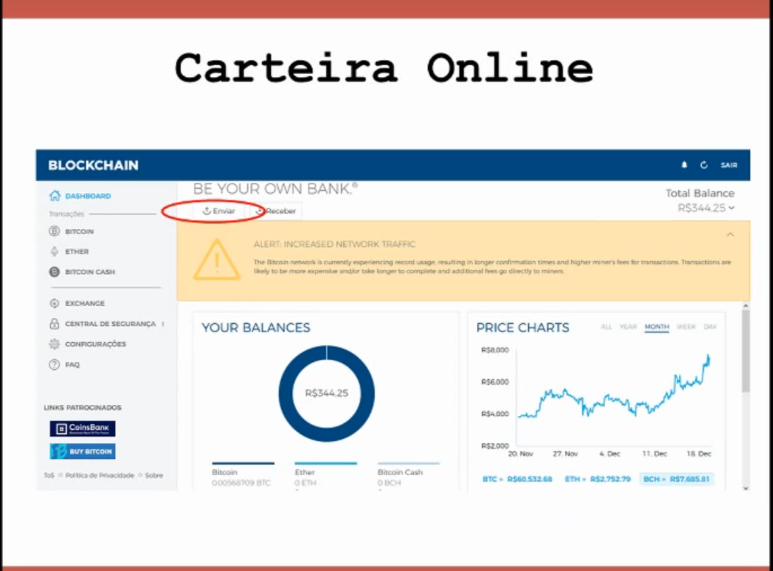 Carteira Online
BLOCKCHAIN
SAIR
DASHBOARD
Transações
BITCOIN
ETHER
BITCOIN CASH
EXCHANGE
CENTRAL DE SEGURANÇA
CONFIGURAÇÕES
FAQ
LINKS PATROCINADOS
CoinsBank
BUY BITCOIN
ToS Política de Privacidade Sobre
BE YOUR OWN BANK.®
Enviar Receber
Total Balance
R$344.25
ALERT: INCREASED NETWORK TRAFFIC
The Bitcoin network is currently experiencing record usage, resulting in longer confirmation times and higher miner's fees for transactions. Transactions are
likely to be more expensive and/or take longer to complete and additional fees go directly to miners.
YOUR BALANCES
R$344.25
Bitcoin
0.00568709 BTC
Ether
0 ETH
Bitcoin Cash
0 BCH
PRICE CHARTS
ALL YEAR MONTH WEEK DAY
R$8,000
R$6,000
R$4,000
R$2,000
20. Nov 27. Nov 4. Dec 11. Dec 18. Dec
BTC = R$60,532.68 ETH = R$2,752.79 BCH = R$7,685.81